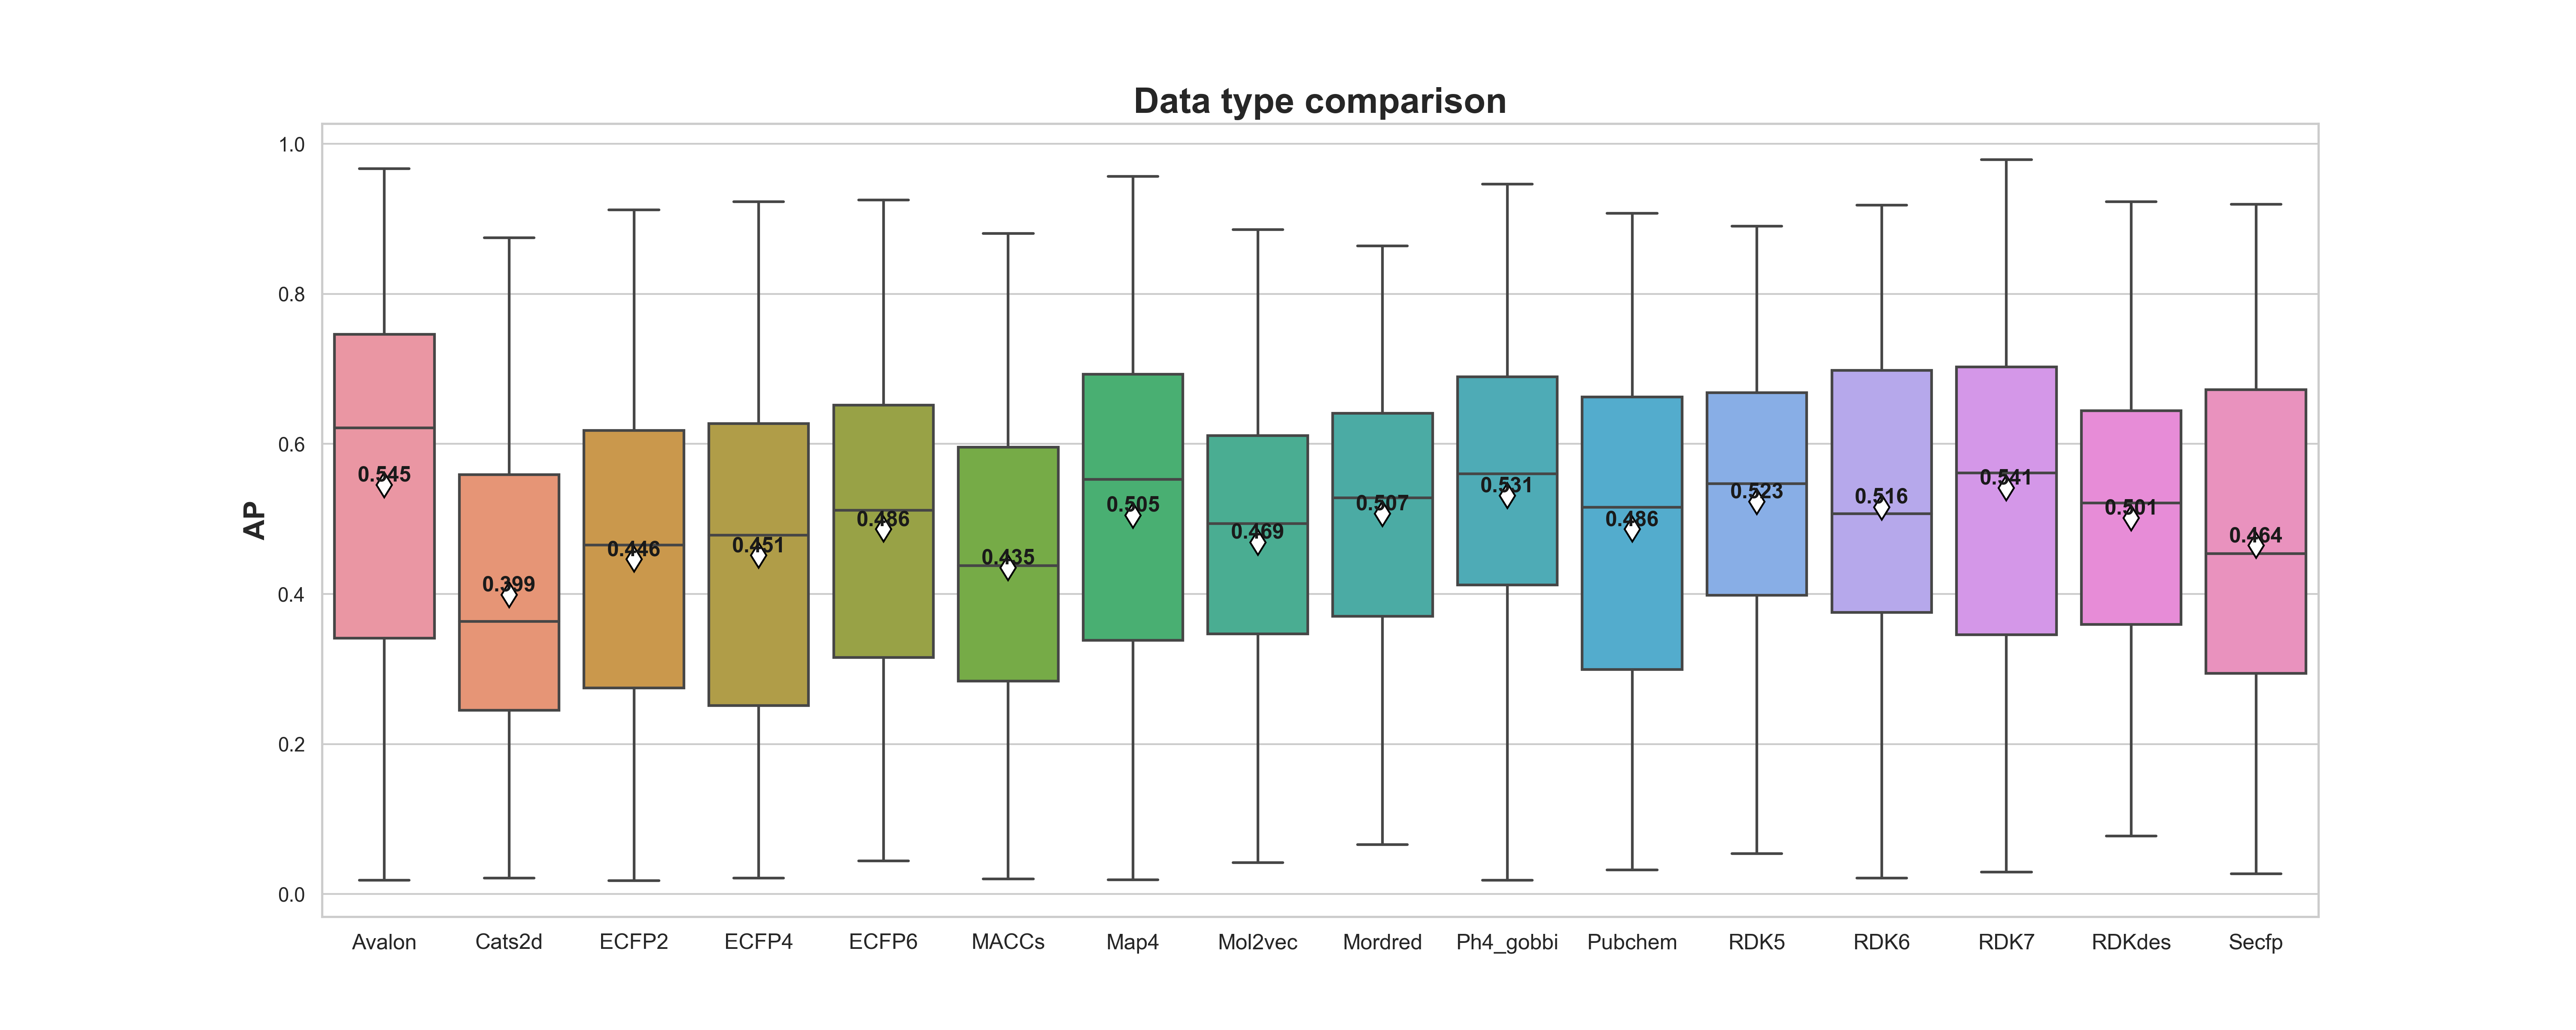 Data type comparison
1.0
0.8
0.6
0.4
0.2
0.0
AP
0.545
0.399
0.446
0.451
0.486
0.435
0.505
0.469
0.507
0.531
0.486
0.523
0.516
0.541
0.501
0.464
Avalon
Cats2d
ECFP2
ECFP4
ECFP6
MACCs
Map4
Mol2vec
Mordred
Ph4_gobbi
Pubchem
RDK5
RDK6
RDK7
RDKdes
Secfp